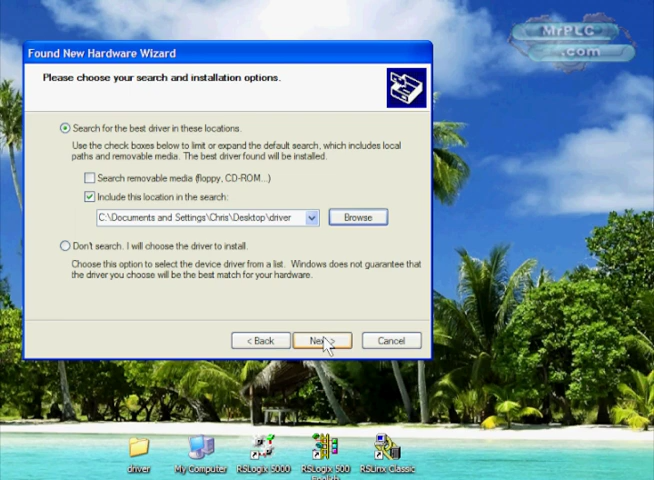 MrPLC
.com
Found New Hardware Wizard
Please choose your search and installation options.
Search for the best driver in these locations.
Use the check boxes below to limit or expand the default search, which includes local
paths and removable media. The best driver found will be installed.
Search removable media (floppy, CD-ROM...)
Include this location in the search:
C:\Documents and Settings\Chris\Desktop\driver
Browse
Don't search. I will choose the driver to install.
Choose this option to select the device driver from a list. Windows does not guarantee that
the driver you choose will be the best match for your hardware.
< Back
Next >
Cancel
driver
My Computer
RSLogix 5000
RSLogix 500
English
RSLinx Classic